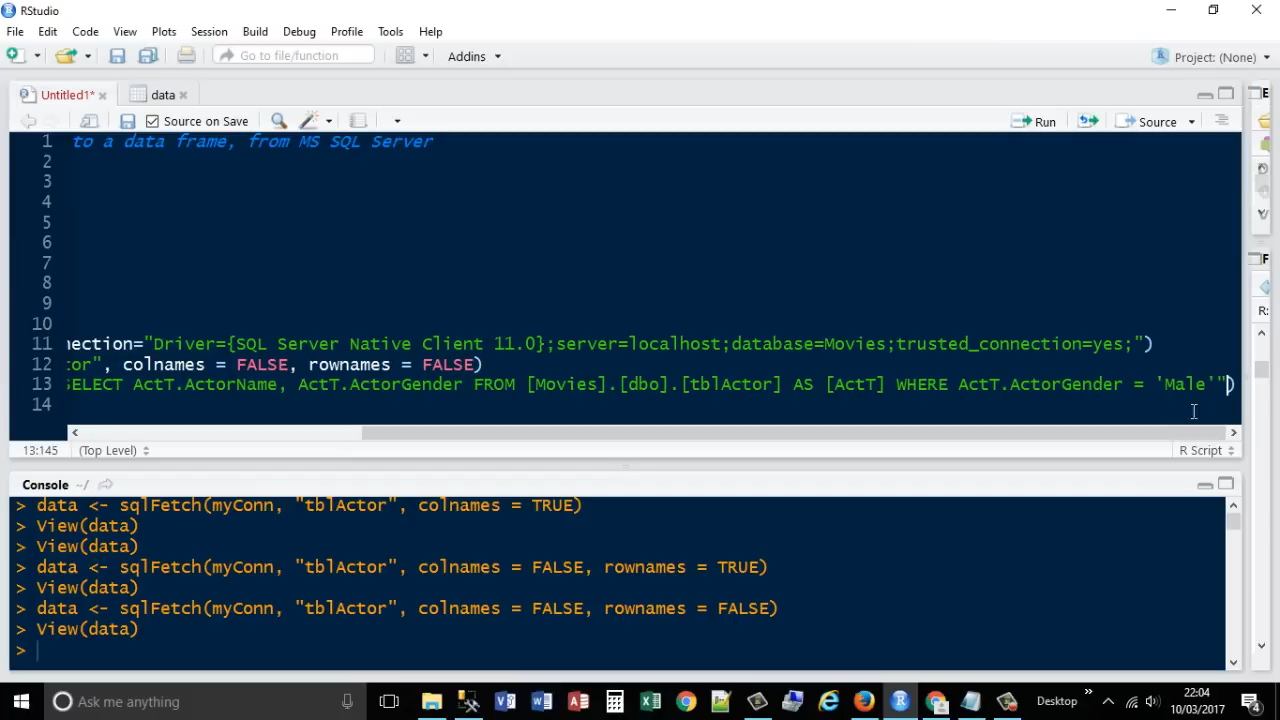 RStudio
File Edit Code View Plots Session Build Debug Profile Tools Help
Go to file/function Addins Project: (None)
Untitled1* data
Source on Save Run Source
1 to a data frame, from MS SQL Server
2
3
4
5
6
7
8
9
10
11 nection="Driver={SQL Server Native Client 11.0};server=localhost;database=Movies;trusted_connection=yes;")
12 tor", colnames = FALSE, rownames = FALSE)
13 SELECT ActT.ActorName, ActT.ActorGender FROM [Movies].[dbo].[tblActor] AS [ActT] WHERE ActT.ActorGender = 'Male'")
14
13:145 (Top Level) R Script
Console ~/
> data <- sqlFetch(myConn, "tblActor", colnames = TRUE)
> View(data)
> View(data)
> data <- sqlFetch(myConn, "tblActor", colnames = FALSE, rownames = TRUE)
> View(data)
> data <- sqlFetch(myConn, "tblActor", colnames = FALSE, rownames = FALSE)
> View(data)
>
E
F
R:
Ask me anything Desktop 22:04
10/03/2017